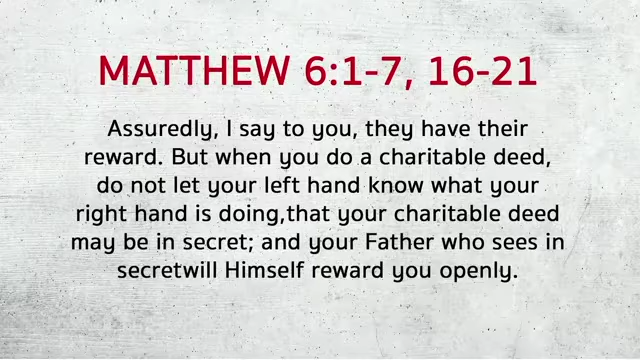 MATTHEW 6:1-7, 16-21
Assuredly, I say to you, they have their
reward. But when you do a charitable deed,
do not let your left hand know what your
right hand is doing,that your charitable deed
may be in secret; and your Father who sees in
secretwill Himself reward you openly.